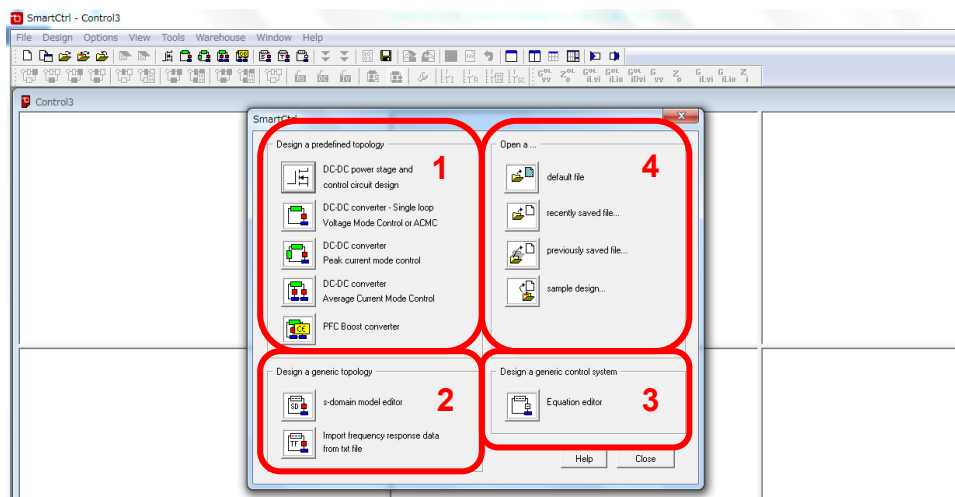 SmartCtrl - Control3
File Design Options View Tools Warehouse Window Help
Control3
SmartCtrl
Design a predefined topology
1
DC-DC power stage and
control circuit design
DC-DC converter - Single loop
Voltage Mode Control or ACMC
DC-DC converter
Peak current mode control
DC-DC converter
Average Current Mode Control
PFC Boost converter
Open a ...
4
default file
recently saved file...
previously saved file...
sample design...
Design a generic topology
2
s-domain model editor
Import frequency response data
from txt file
Design a generic control system
3
Equation editor
Help
Close